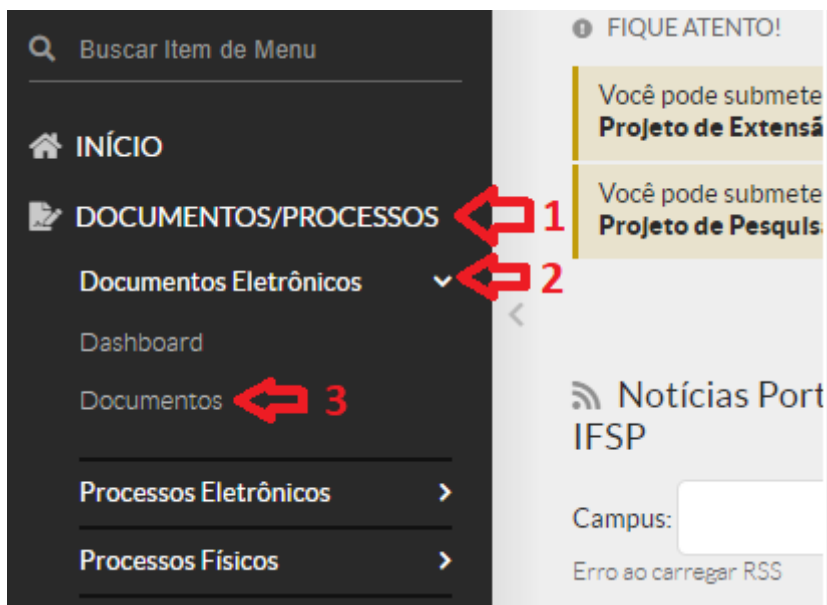 Buscar Item de Menu
INÍCIO
DOCUMENTOS/PROCESSOS
1
Documentos Eletrônicos
2
Dashboard
Documentos
3
Processos Eletrônicos
Processos Físicos
FIQUE ATENTO!
Você pode submete
Projeto de Extensã
Você pode submete
Projeto de Pesquis
Notícias Port
IFSP
Campus:
Erro ao carregar RSS